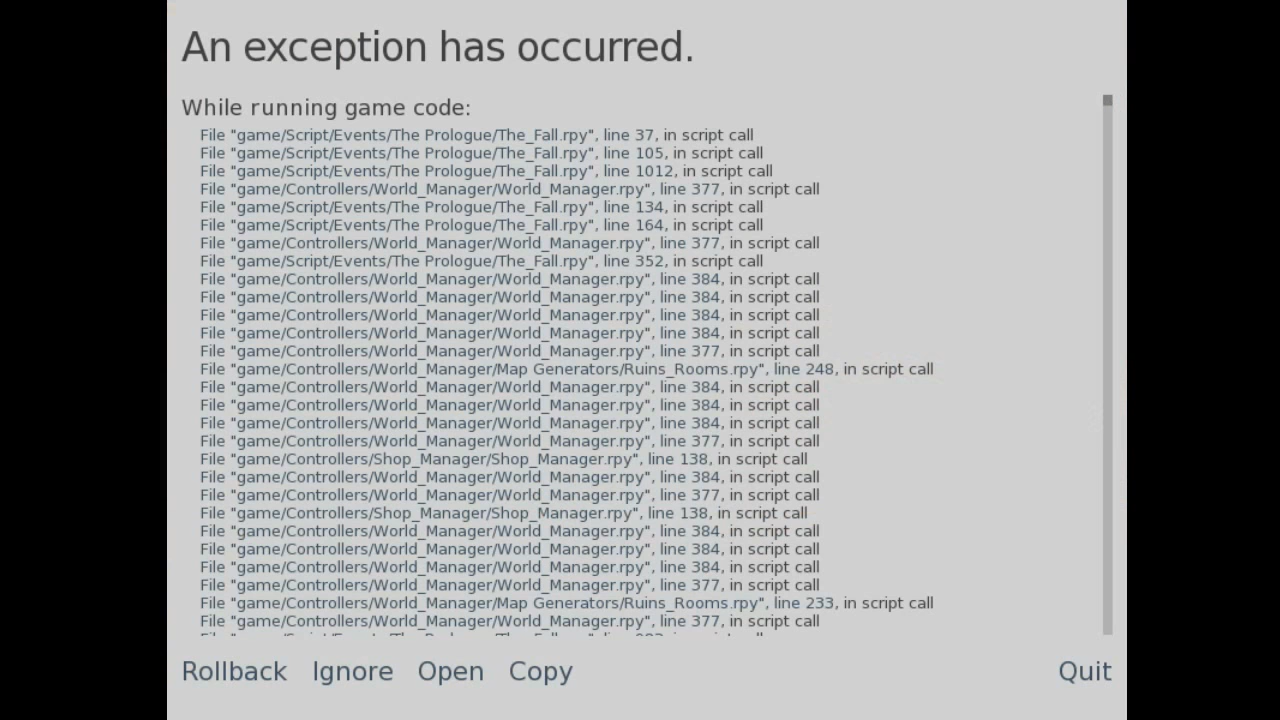 An exception has occurred.
While running game code:
File "game/Script/Events/The Prologue/The_Fall.rpy", line 37, in script call
File "game/Script/Events/The Prologue/The_Fall.rpy", line 105, in script call
File "game/Script/Events/The Prologue/The_Fall.rpy", line 1012, in script call
File "game/Controllers/World_Manager/World_Manager.rpy", line 377, in script call
File "game/Script/Events/The Prologue/The_Fall.rpy", line 134, in script call
File "game/Script/Events/The Prologue/The_Fall.rpy", line 164, in script call
File "game/Controllers/World_Manager/World_Manager.rpy", line 377, in script call
File "game/Script/Events/The Prologue/The_Fall.rpy", line 352, in script call
File "game/Controllers/World_Manager/World_Manager.rpy", line 384, in script call
File "game/Controllers/World_Manager/World_Manager.rpy", line 384, in script call
File "game/Controllers/World_Manager/World_Manager.rpy", line 384, in script call
File "game/Controllers/World_Manager/World_Manager.rpy", line 384, in script call
File "game/Controllers/World_Manager/World_Manager.rpy", line 377, in script call
File "game/Controllers/World_Manager/Map Generators/Ruins_Rooms.rpy", line 248, in script call
File "game/Controllers/World_Manager/World_Manager.rpy", line 384, in script call
File "game/Controllers/World_Manager/World_Manager.rpy", line 384, in script call
File "game/Controllers/World_Manager/World_Manager.rpy", line 384, in script call
File "game/Controllers/World_Manager/World_Manager.rpy", line 377, in script call
File "game/Controllers/Shop_Manager/Shop_Manager.rpy", line 138, in script call
File "game/Controllers/World_Manager/World_Manager.rpy", line 384, in script call
File "game/Controllers/World_Manager/World_Manager.rpy", line 377, in script call
File "game/Controllers/Shop_Manager/Shop_Manager.rpy", line 138, in script call
File "game/Controllers/World_Manager/World_Manager.rpy", line 384, in script call
File "game/Controllers/World_Manager/World_Manager.rpy", line 384, in script call
File "game/Controllers/World_Manager/World_Manager.rpy", line 384, in script call
File "game/Controllers/World_Manager/World_Manager.rpy", line 377, in script call
File "game/Controllers/World_Manager/Map Generators/Ruins_Rooms.rpy", line 233, in script call
File "game/Controllers/World_Manager/World_Manager.rpy", line 377, in script call
Rollback Ignore Open Copy Quit